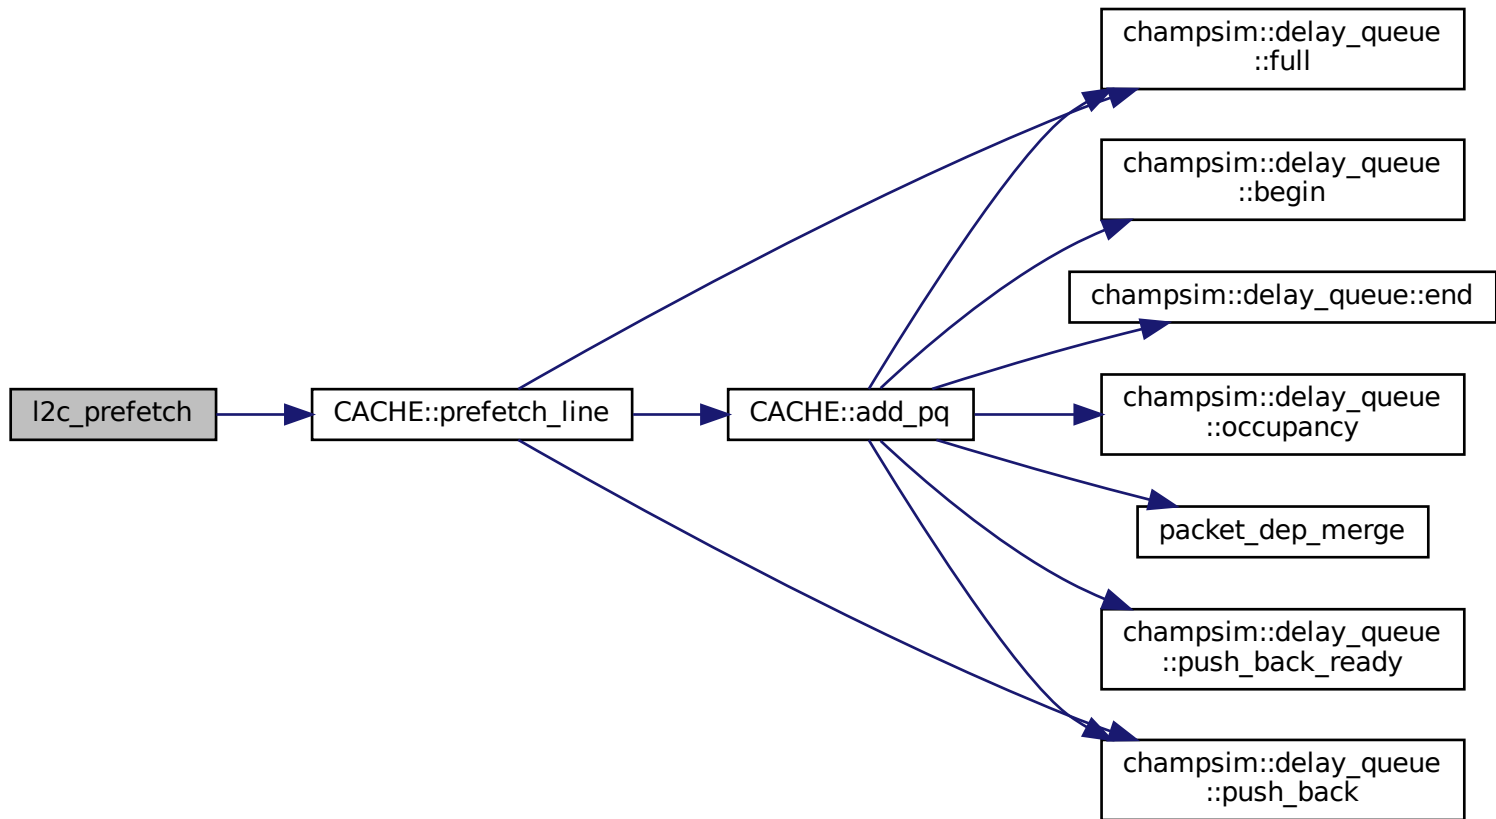 l2c_prefetch
CACHE::prefetch_line
CACHE::add_pq
champsim::delay_queue
::full
champsim::delay_queue
::begin
champsim::delay_queue::end
champsim::delay_queue
::occupancy
packet_dep_merge
champsim::delay_queue
::push_back_ready
champsim::delay_queue
::push_back